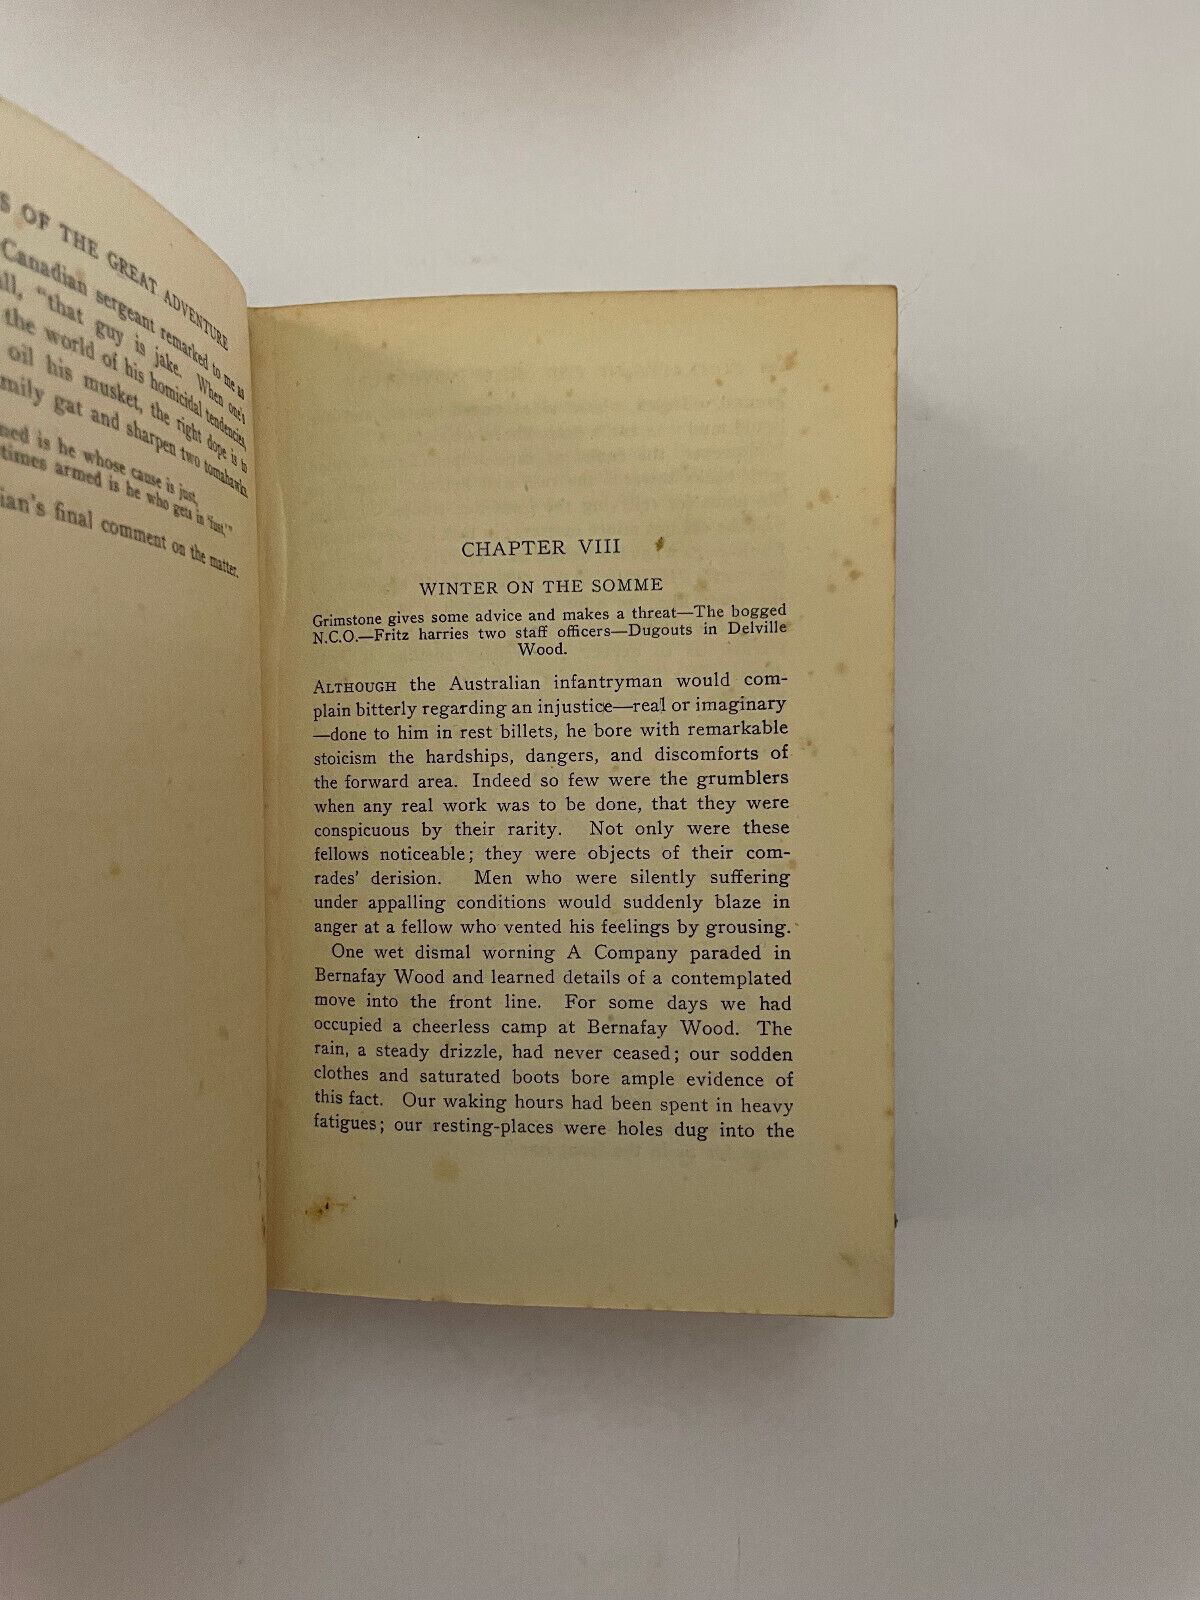 S OF THE GREAT ADVENTURE
Canadian sergeant remarked to me as
all, "that guy is jake. When one's
the world of his homicidal tendencies,
oil his musket, the right dope is to
mily gat and sharpen two tomahawks.
med is he whose cause is just,
times armed is he who gets in 'fust,'"
ian's final comment on the matter.
CHAPTER VIII
WINTER ON THE SOMME
Grimstone gives some advice and makes a threat—The bogged
N.C.O.—Fritz harries two staff officers—Dugouts in Delville
Wood.
ALTHOUGH the Australian infantryman would com-
plain bitterly regarding an injustice—real or imaginary
—done to him in rest billets, he bore with remarkable
stoicism the hardships, dangers, and discomforts of
the forward area. Indeed so few were the grumblers
when any real work was to be done, that they were
conspicuous by their rarity. Not only were these
fellows noticeable; they were objects of their com-
rades' derision. Men who were silently suffering
under appalling conditions would suddenly blaze in
anger at a fellow who vented his feelings by grousing.
One wet dismal worning A Company paraded in
Bernafay Wood and learned details of a contemplated
move into the front line. For some days we had
occupied a cheerless camp at Bernafay Wood. The
rain, a steady drizzle, had never ceased; our sodden
clothes and saturated boots bore ample evidence of
this fact. Our waking hours had been spent in heavy
fatigues; our resting-places were holes dug into the